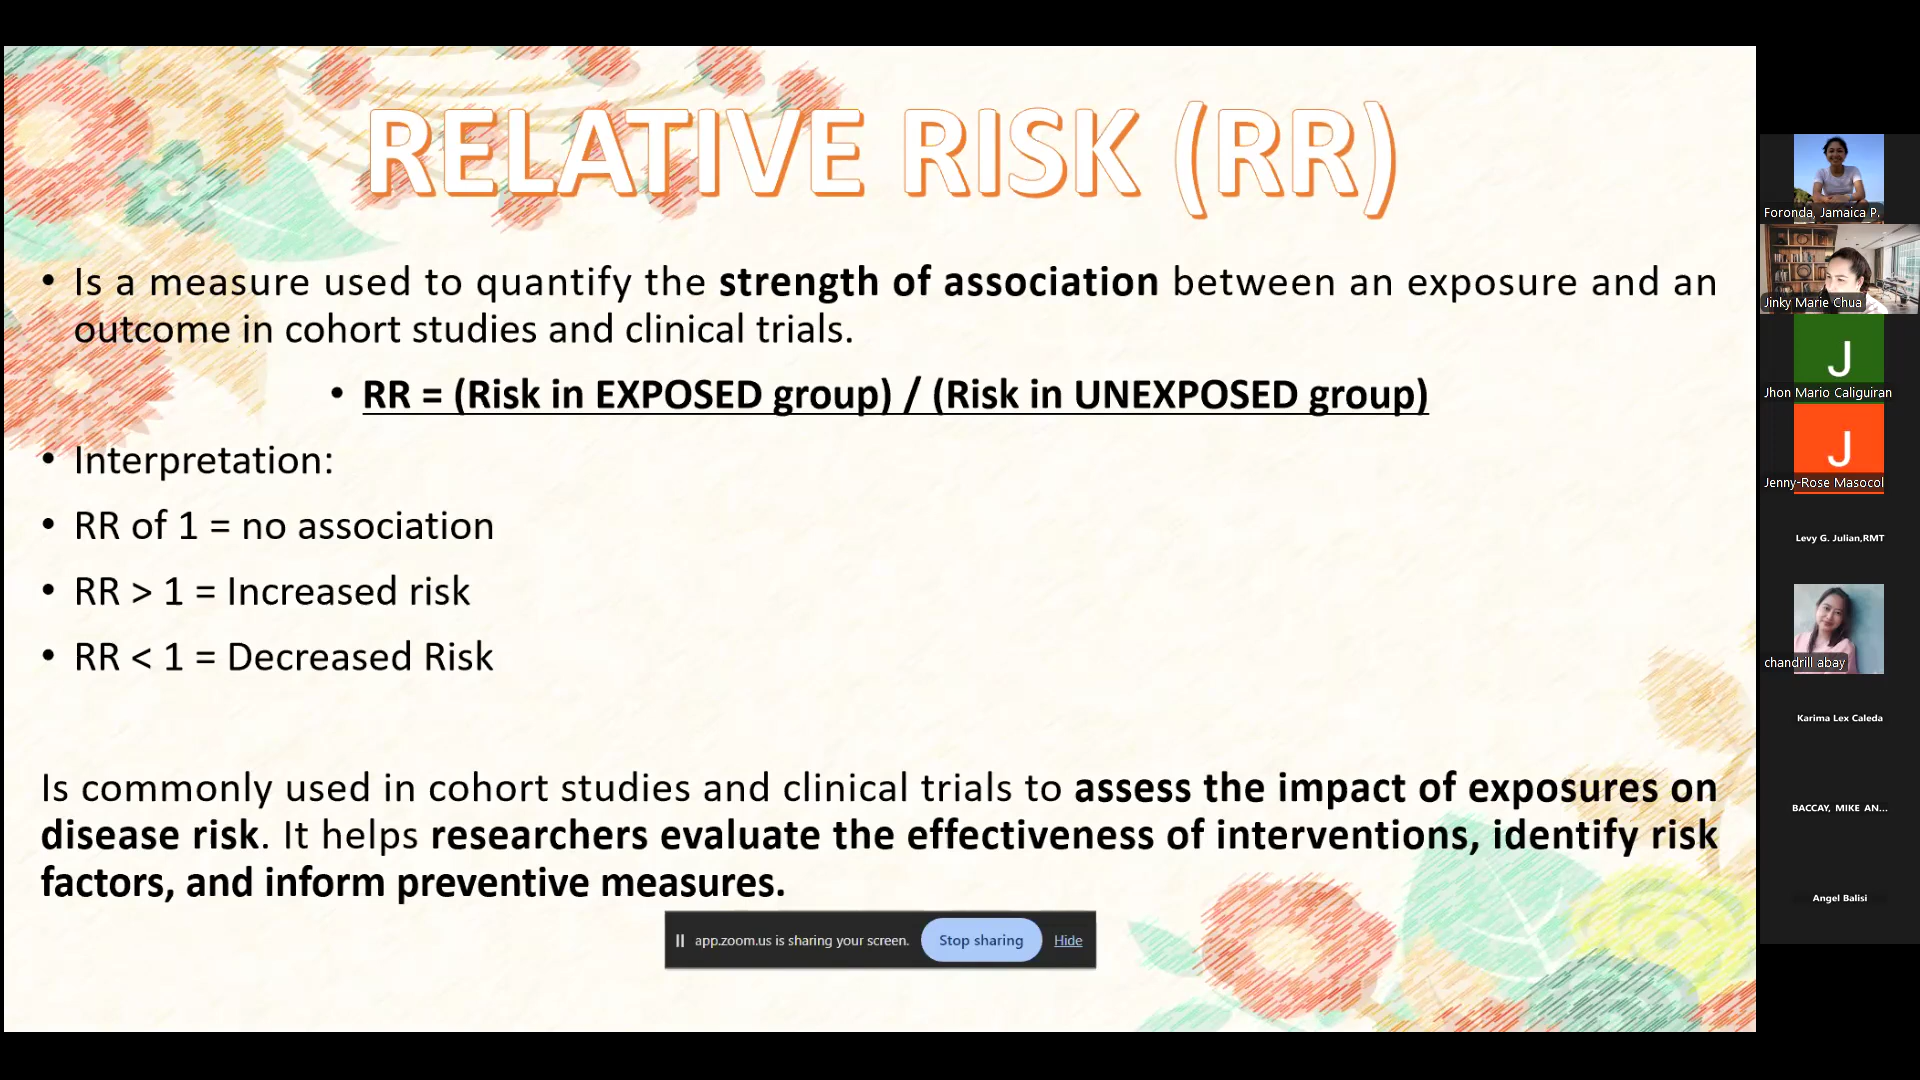 RELATIVE RISK (RR)
• Is a measure used to quantify the strength of association between an exposure and an
outcome in cohort studies and clinical trials.
• RR = (Risk in EXPOSED group) / (Risk in UNEXPOSED group)
• Interpretation:
• RR of 1 = no association
• RR > 1 = Increased risk
• RR < 1 = Decreased Risk
Is commonly used in cohort studies and clinical trials to assess the impact of exposures on
disease risk. It helps researchers evaluate the effectiveness of interventions, identify risk
factors, and inform preventive measures.
app.zoom.us is sharing your screen. Stop sharing Hide
Foronda, Jamaica P.
Jinky Marie Chua
J
Jhon Mario Caliguiran
J
Jenny-Rose Masocol
Levy G. Julian,RMT
chandrill abay
Karima Lex Caleda
BACCAY, MIKE AN...
Angel Balisi